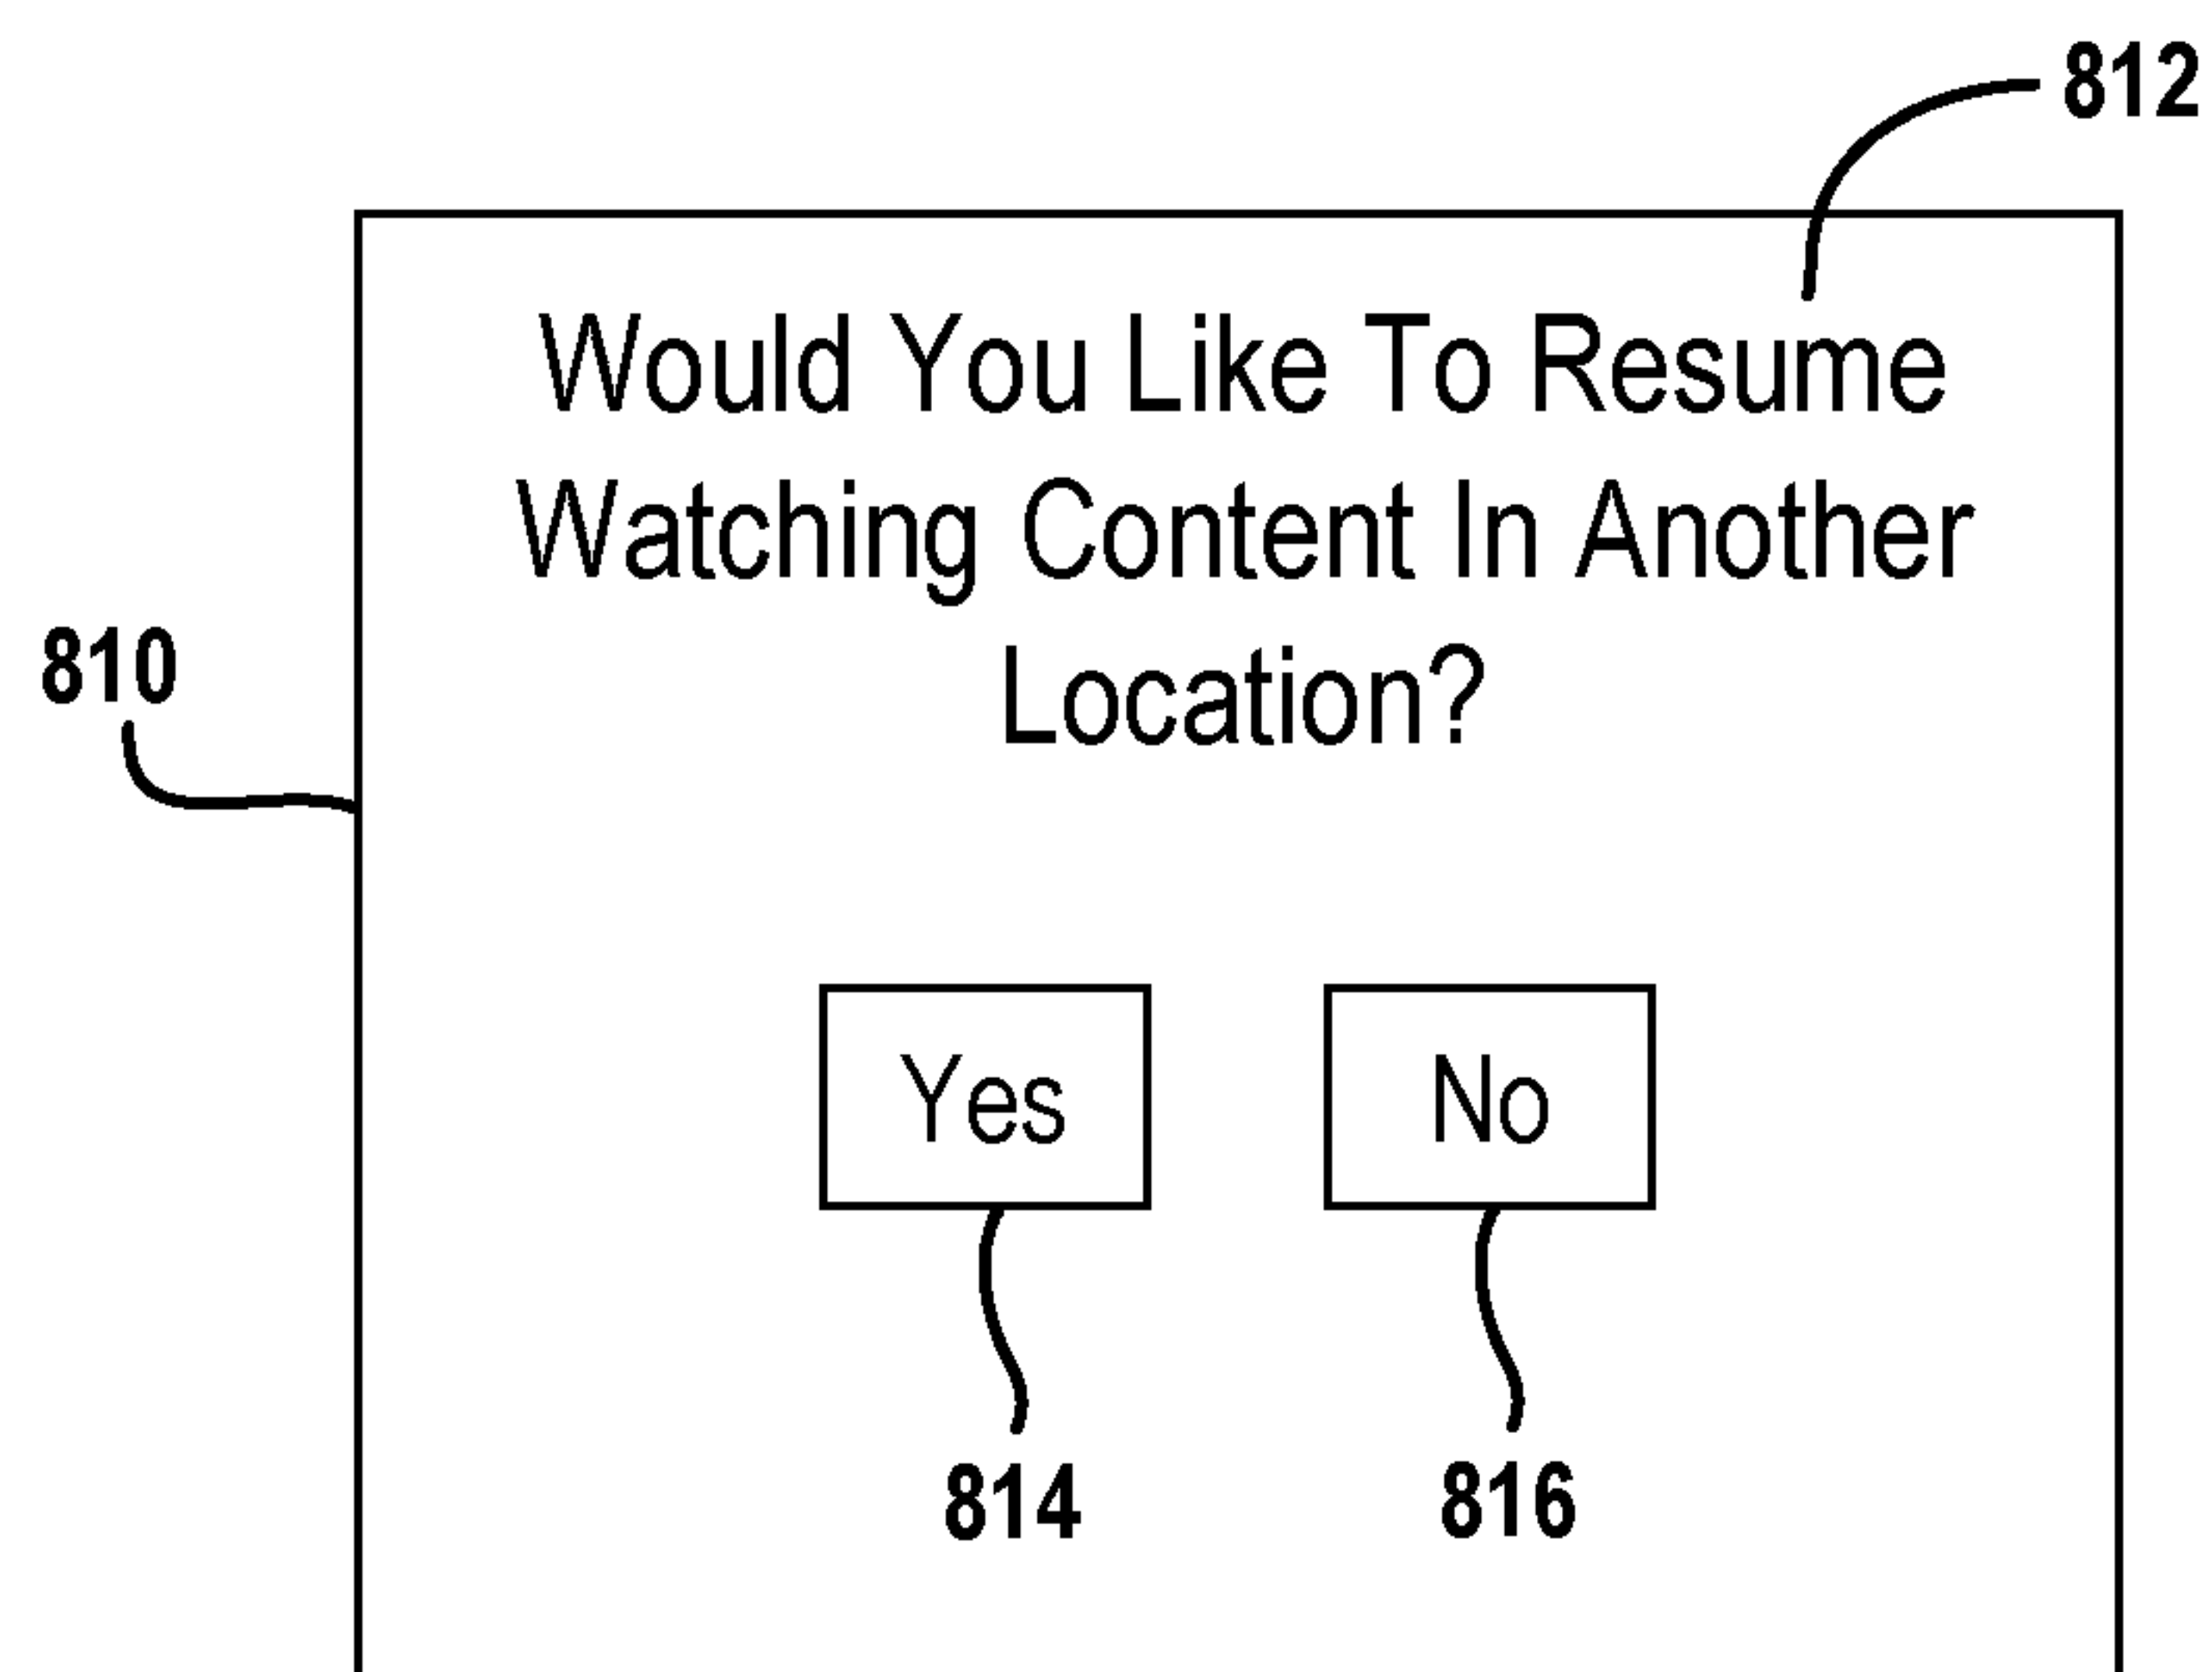 812
Would You Like To Resume
Watching Content In Another
Location?
810
Yes
No
814
816